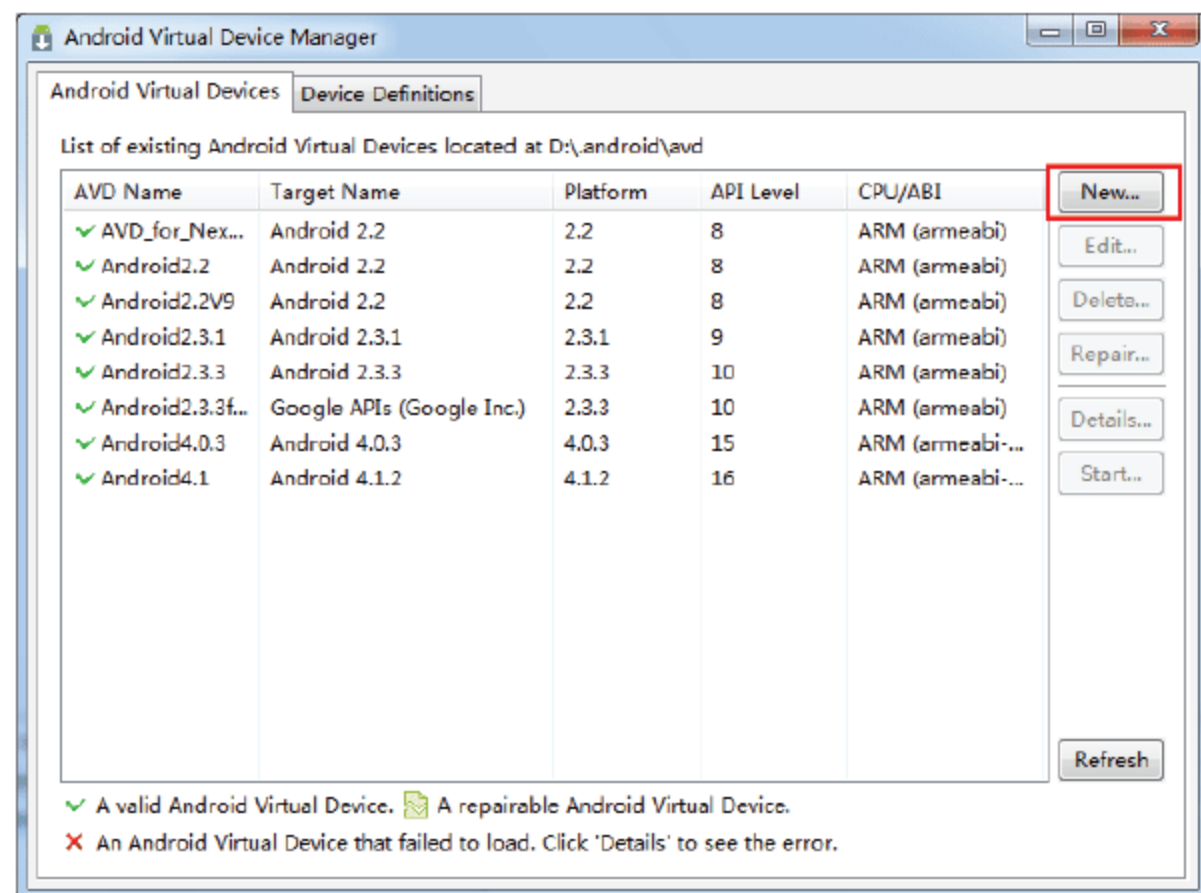 Android Virtual Device Manager
Android Virtual Devices Device Definitions
List of existing Android Virtual Devices located at D:\.android\avd
AVD Name Target Name Platform API Level CPU/ABI New...
AVD_for_Nex... Android 2.2 2.2 8 ARM (armeabi)
Edit...
Android2.2 Android 2.2 2.2 8 ARM (armeabi)
Android2.2V9 Android 2.2 2.2 8 ARM (armeabi) Delete...
Android2.3.1 Android 2.3.1 2.3.1 9 ARM (armeabi)
Repair...
Android2.3.3 Android 2.3.3 2.3.3 10 ARM (armeabi)
Android2.3.3f... Google APIs (Google Inc.) 2.3.3 10 ARM (armeabi)
Details...
Android4.0.3 Android 4.0.3 4.0.3 15 ARM (armeabi-...
Android4.1 Android 4.1.2 4.1.2 16 ARM (armeabi-... Start...
Refresh
A valid Android Virtual Device. A repairable Android Virtual Device.
An Android Virtual Device that failed to load. Click 'Details' to see the error.